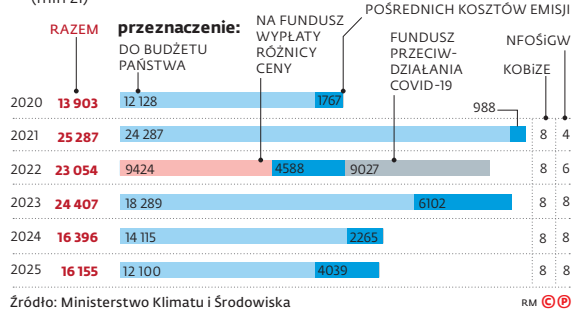 (mln zł)
POŚREDNICH KOSZTÓW EMISJI
RAZEM
przeznaczenie:
NA FUNDUSZ
WYPŁATY
RÓŻNICY
CENY
FUNDUSZ
PRZECIW-
DZIAŁANIA
COVID-19
NFOŚiGW
DO BUDŻETU
PAŃSTWA
KOBiZE
2020 13 903 12 128 1767
988
2021 25 287 24 287 8 4
2022 23 054 9424 4588 9027 8 6
2023 24 407 18 289 6102 8 8
2024 16 396 14 115 2265 8 8
2025 16 155 12 100 4039 8 8
Źródło: Ministerstwo Klimatu i Środowiska
RM ©℗